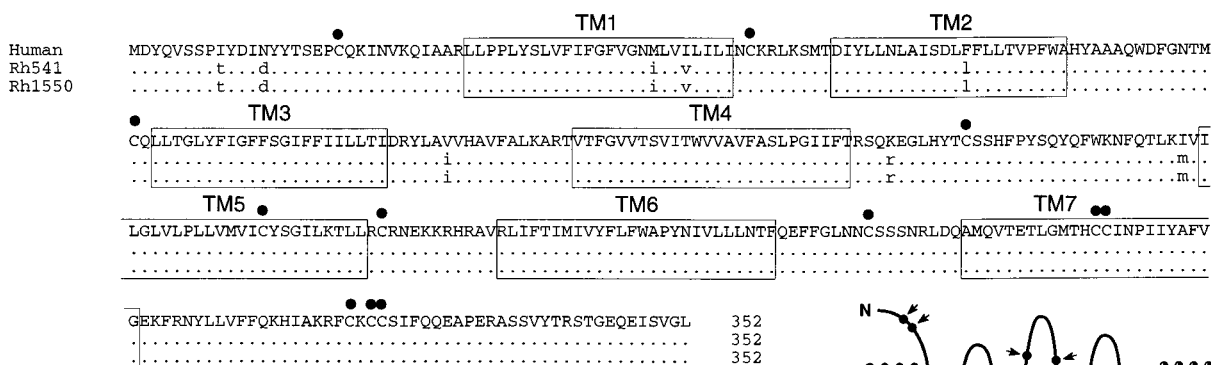 TM1 TM2
Human MDYQVSSPIYDINYYTSEPCQKINVKQIAARLLPPLYSLVFIFGFVGNMLVILILINCKRLKSMTDIYLLNLAISDLFFLLTVPFWAHYAAAQWDFGNTM
Rh541 ........t...d...................................i..v.........................l......................
Rh1550 ........t...d...................................i..v.........................l......................
TM3 TM4
CQLLTGLYFIGFFSGIFFIILLTIDRYLAVVHAVFALKARTVTFGVVTSVITWVVAVFASLPGIIFTRSQKEGLHYTCSSHFPYSQYQFWKNFQTLKIVI
.............................i........................................r..........................m..
.............................i........................................r..........................m..
TM5 TM6 TM7
LGLVLPLLVMVICYSGILKTLLRCRNEKKRHRAVRLIFTIMIVYFLFWAPYNIVLLLNTFQEFFGLNNCSSSNRLDQAMQVTETLGMTHCCINPIIYAFV
....................................................................................................
....................................................................................................
GEKFRNYLLVFFQKHIAKRFCKCCSIFQQEAPERASSVYTRSTGEQEISVGL 352
.................................................... 352
.................................................... 352
N